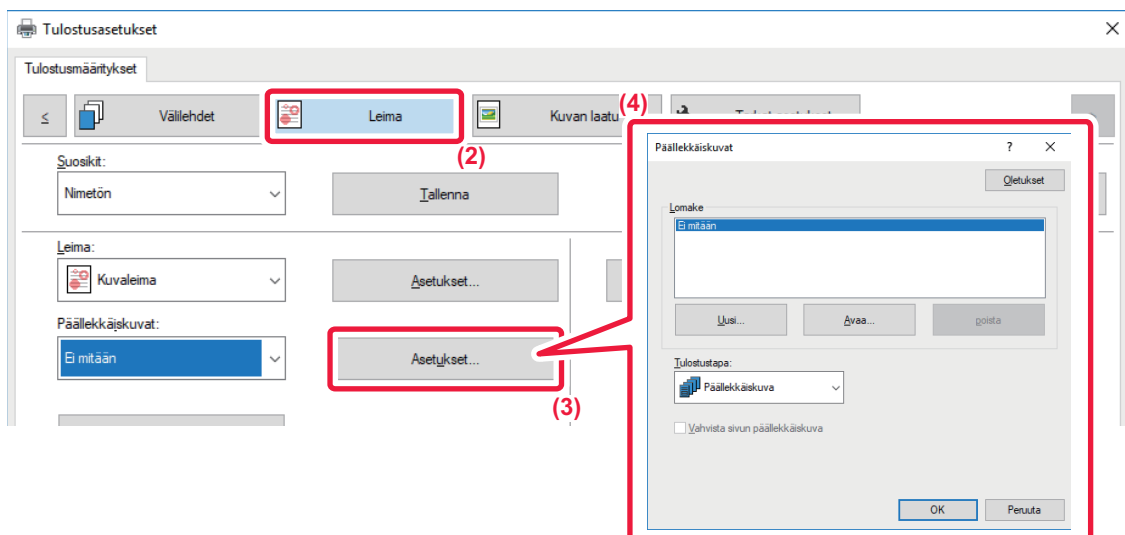 Tulostusasetukset
Tulostusmääritykset
≤ Välilehdet Leima Kuvan laatu
(4)
(2)
Suosikit:
Nimetön Tallenna
Leima:
Kuvaleima Asetukset...
Päällekkäiskuvat:
Ei mitään Asetukset...
(3)
Päällekkäiskuvat ?
Oletukset
Lomake
Ei mitään
Uusi... Avaa... poista
Tulostustapa:
Päällekkäiskuva
Vahvista sivun päällekkäiskuva
OK Peruuta